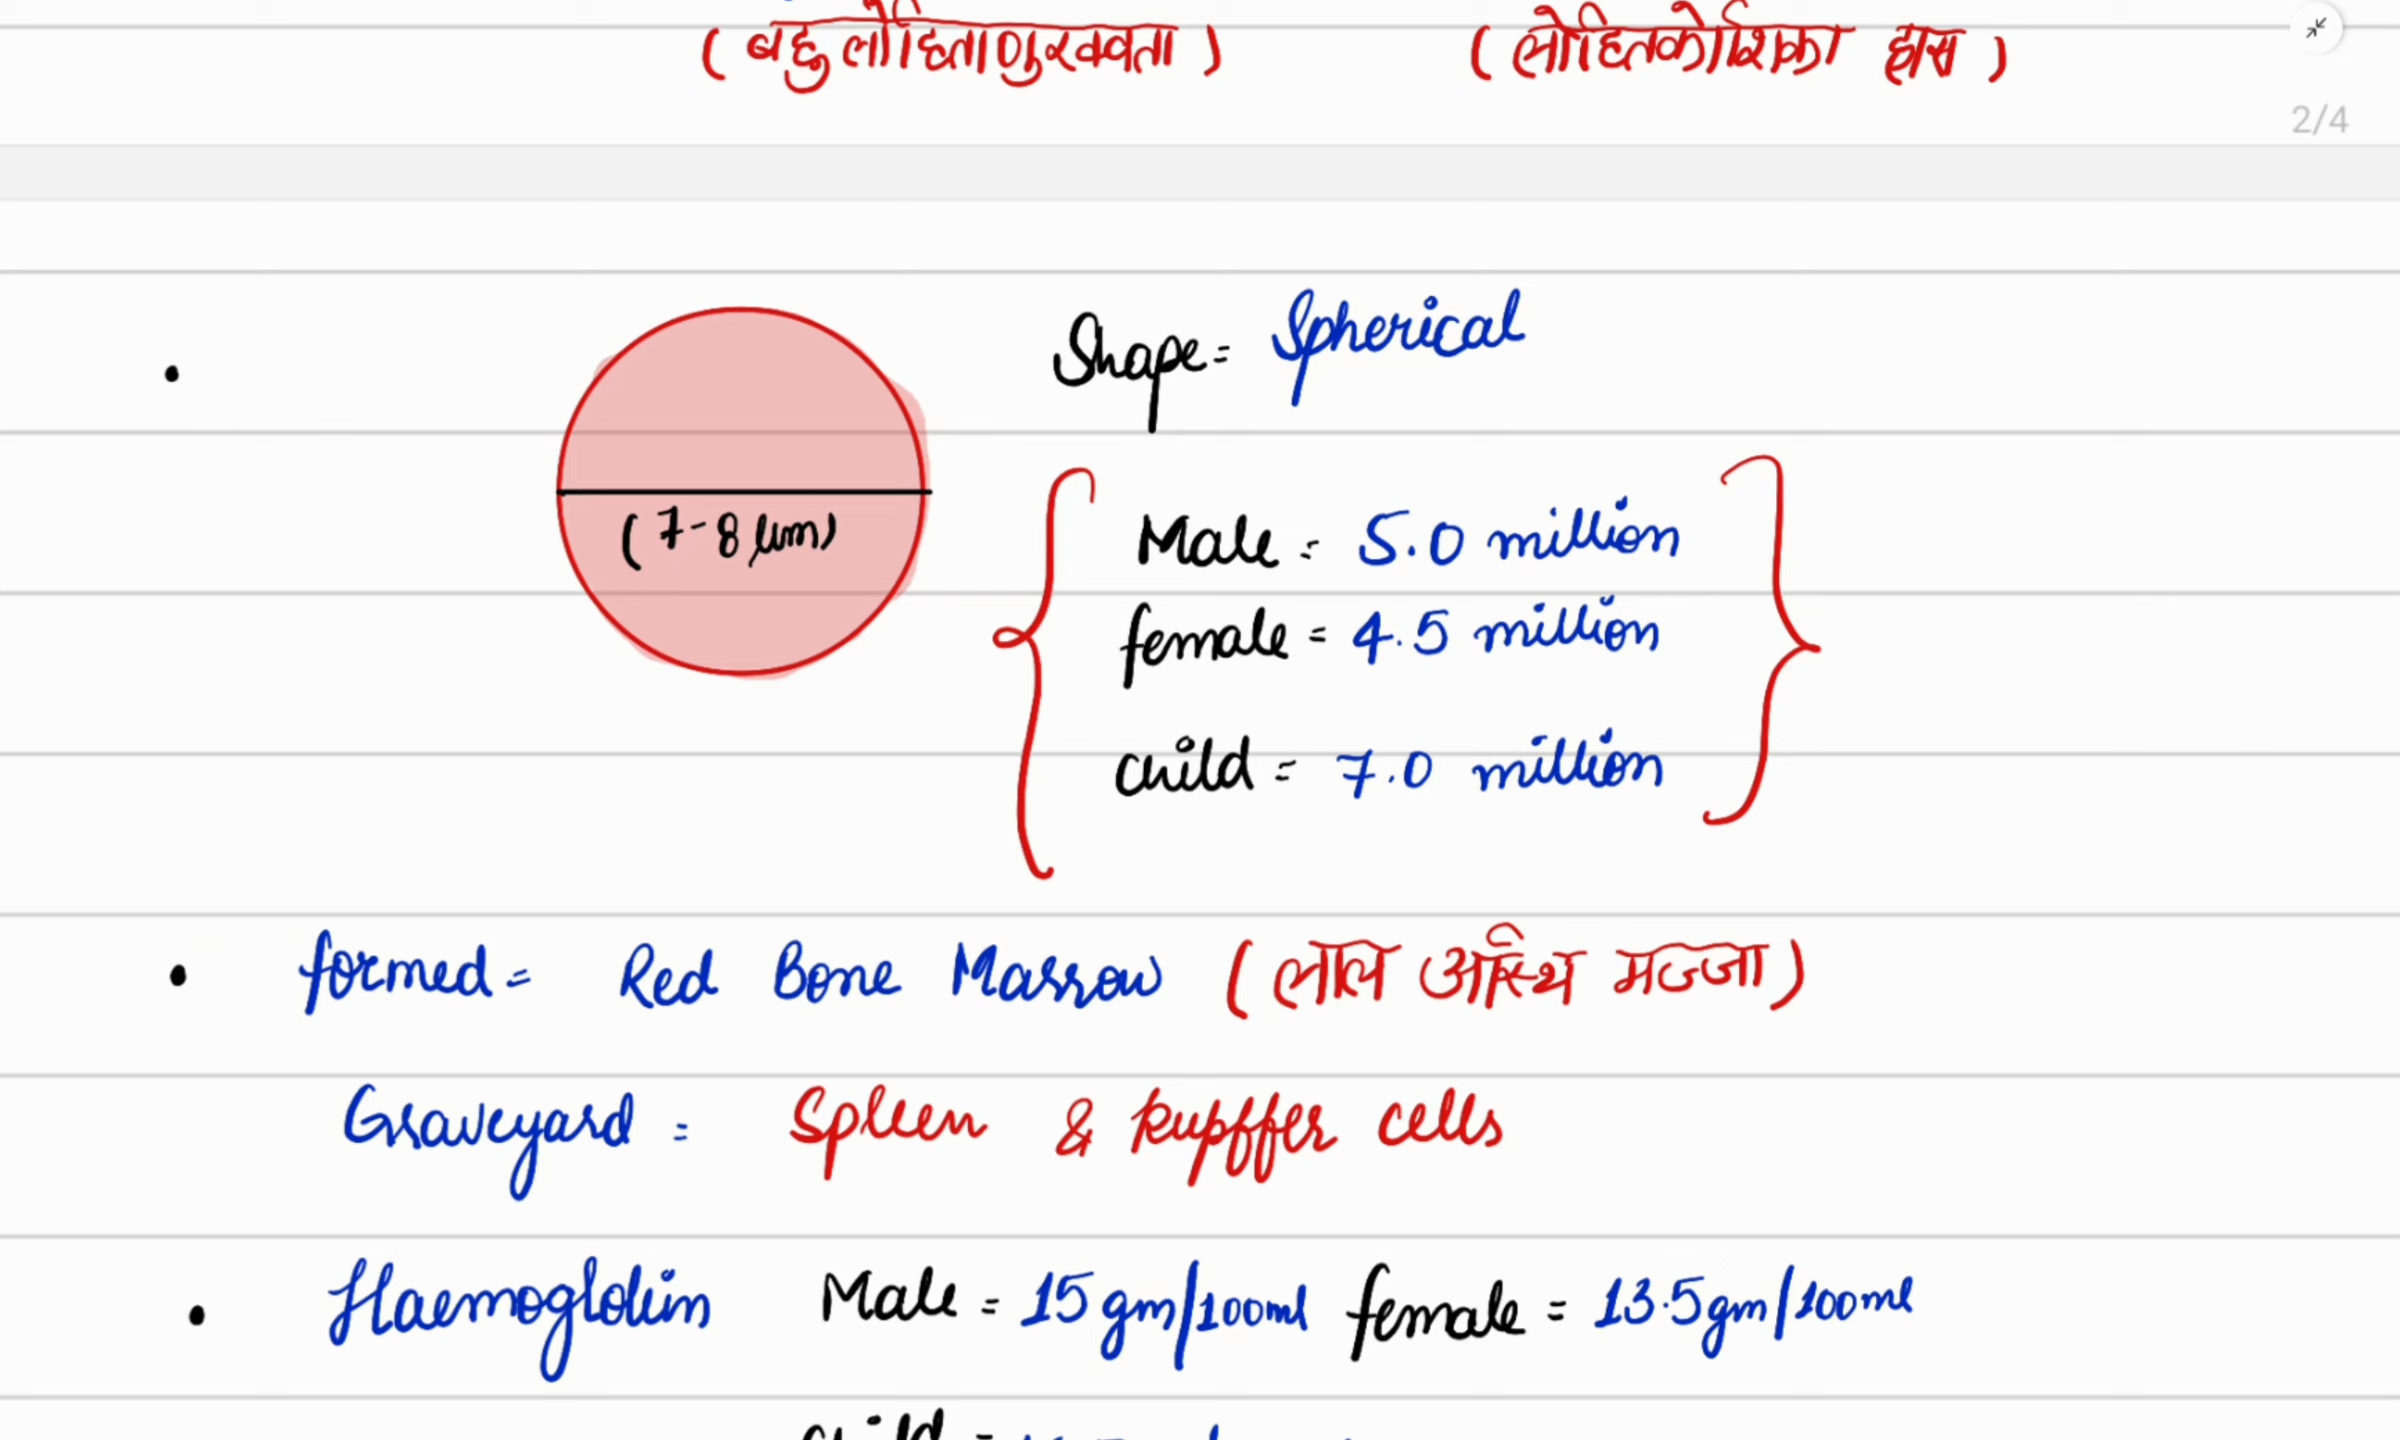 ( बहुलोहिताणुरक्तता ) ( लोहितकोशिका ह्रास )
2/4
• Shape = Spherical
(7-8 μm)
Male = 5.0 million
female = 4.5 million
child = 7.0 million
• formed = Red Bone Marrow (लाल अस्थि मज्जा)
Graveyard = Spleen & kupffer cells
• Haemoglobin Male = 15 gm/100ml female = 13.5gm/100ml
child =